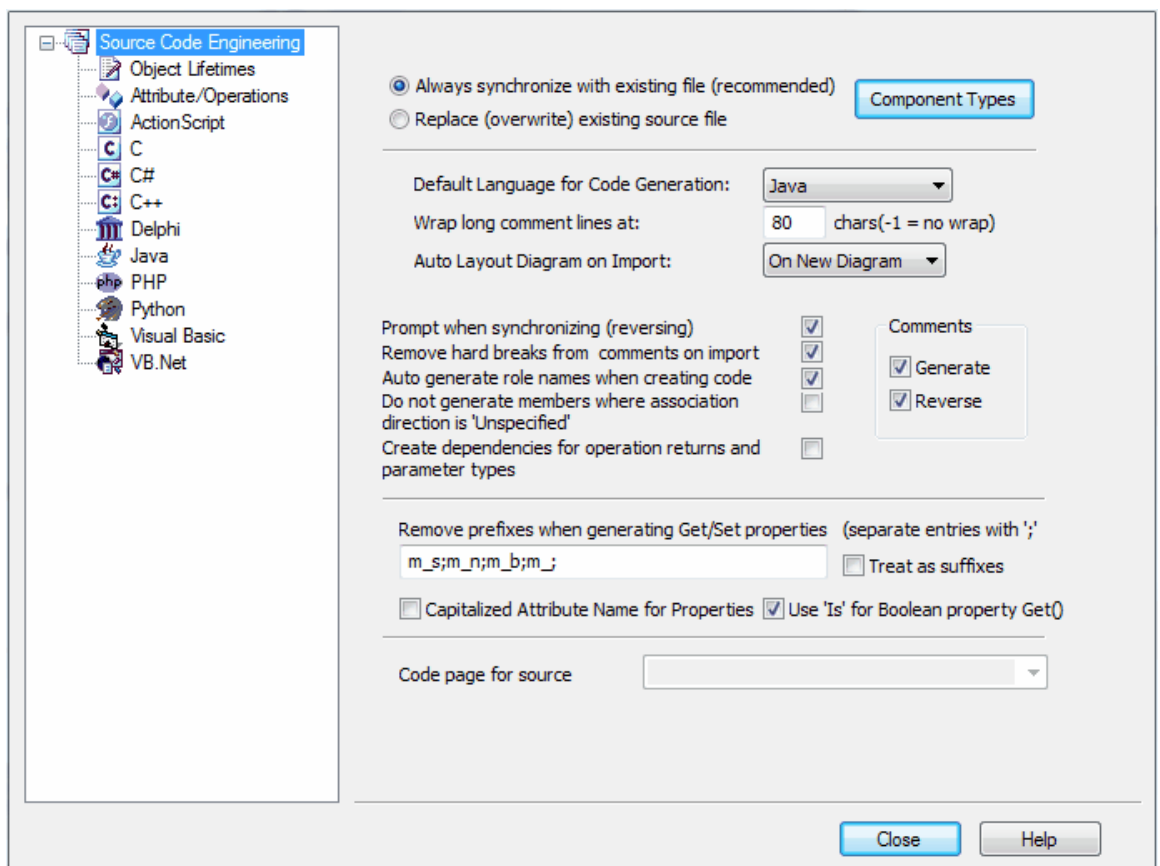 Source Code Engineering
Object Lifetimes
Attribute/Operations
ActionScript
C
C#
C++
Delphi
Java
PHP
Python
Visual Basic
VB.Net
Always synchronize with existing file (recommended)
Component Types
Replace (overwrite) existing source file
Default Language for Code Generation: Java
Wrap long comment lines at: 80 chars(-1 = no wrap)
Auto Layout Diagram on Import: On New Diagram
Prompt when synchronizing (reversing)
Remove hard breaks from comments on import
Auto generate role names when creating code
Do not generate members where association
direction is 'Unspecified'
Create dependencies for operation returns and
parameter types
Comments
Generate
Reverse
Remove prefixes when generating Get/Set properties (separate entries with ';'
m_s;m_n;m_b;m_;
Treat as suffixes
Capitalized Attribute Name for Properties Use 'Is' for Boolean property Get()
Code page for source
Close Help